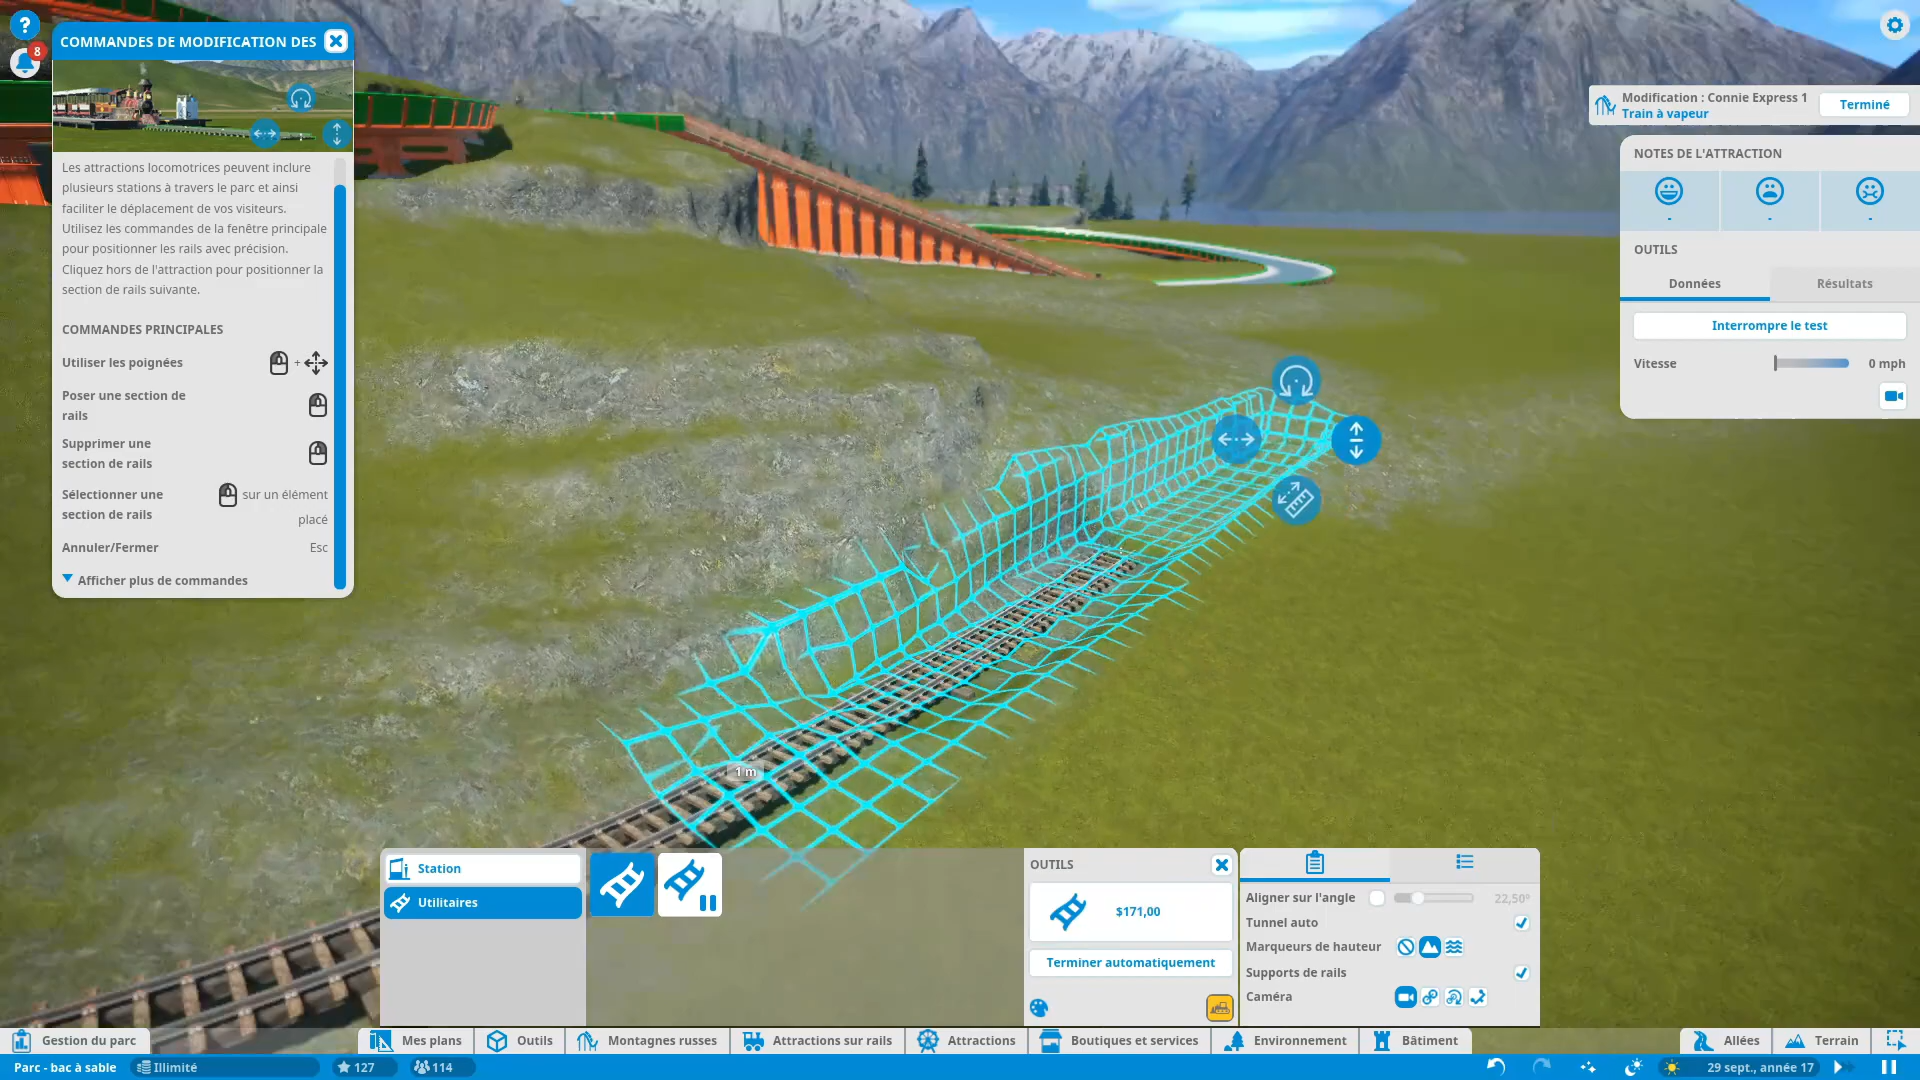 ?
8
COMMANDES DE MODIFICATION DES
Les attractions locomotrices peuvent inclure
plusieurs stations à travers le parc et ainsi
faciliter le déplacement de vos visiteurs.
Utilisez les commandes de la fenêtre principale
pour positionner les rails avec précision.
Cliquez hors de l'attraction pour positionner la
section de rails suivante.
COMMANDES PRINCIPALES
Utiliser les poignées
+
Poser une section de
rails
Supprimer une
section de rails
Sélectionner une
section de rails
sur un élément
placé
Annuler/Fermer
Esc
Afficher plus de commandes
Modification : Connie Express 1
Train à vapeur
Terminé
NOTES DE L'ATTRACTION
-
-
-
OUTILS
Données
Résultats
Interrompre le test
Vitesse
0 mph
1 m
Station
Utilitaires
OUTILS
$171,00
Terminer automatiquement
Aligner sur l'angle
22,50°
Tunnel auto
Marqueurs de hauteur
Supports de rails
Caméra
Gestion du parc
Mes plans
Outils
Montagnes russes
Attractions sur rails
Attractions
Boutiques et services
Environnement
Bâtiment
Allées
Terrain
Parc - bac à sable
Illimité
127
114
29 sept., année 17